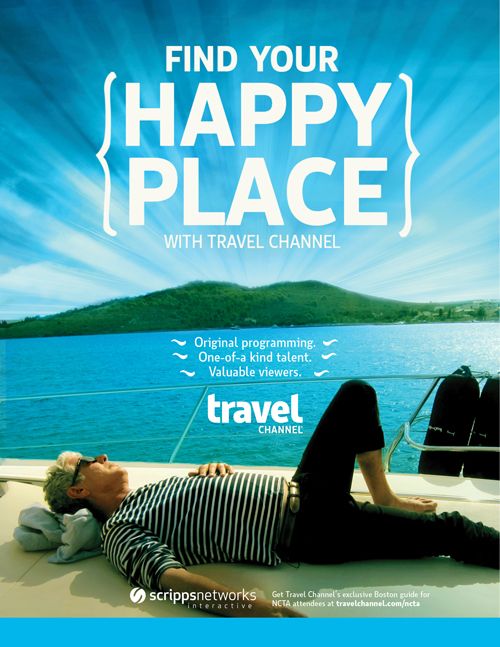 FIND YOUR
{HAPPY
PLACE}
WITH TRAVEL CHANNEL
Original programming.
One-of-a kind talent.
Valuable viewers.
travel
CHANNEL
scrippsnetworks
interactive
Get Travel Channel's exclusive Boston guide for
NCTA attendees at travelchannel.com/ncta